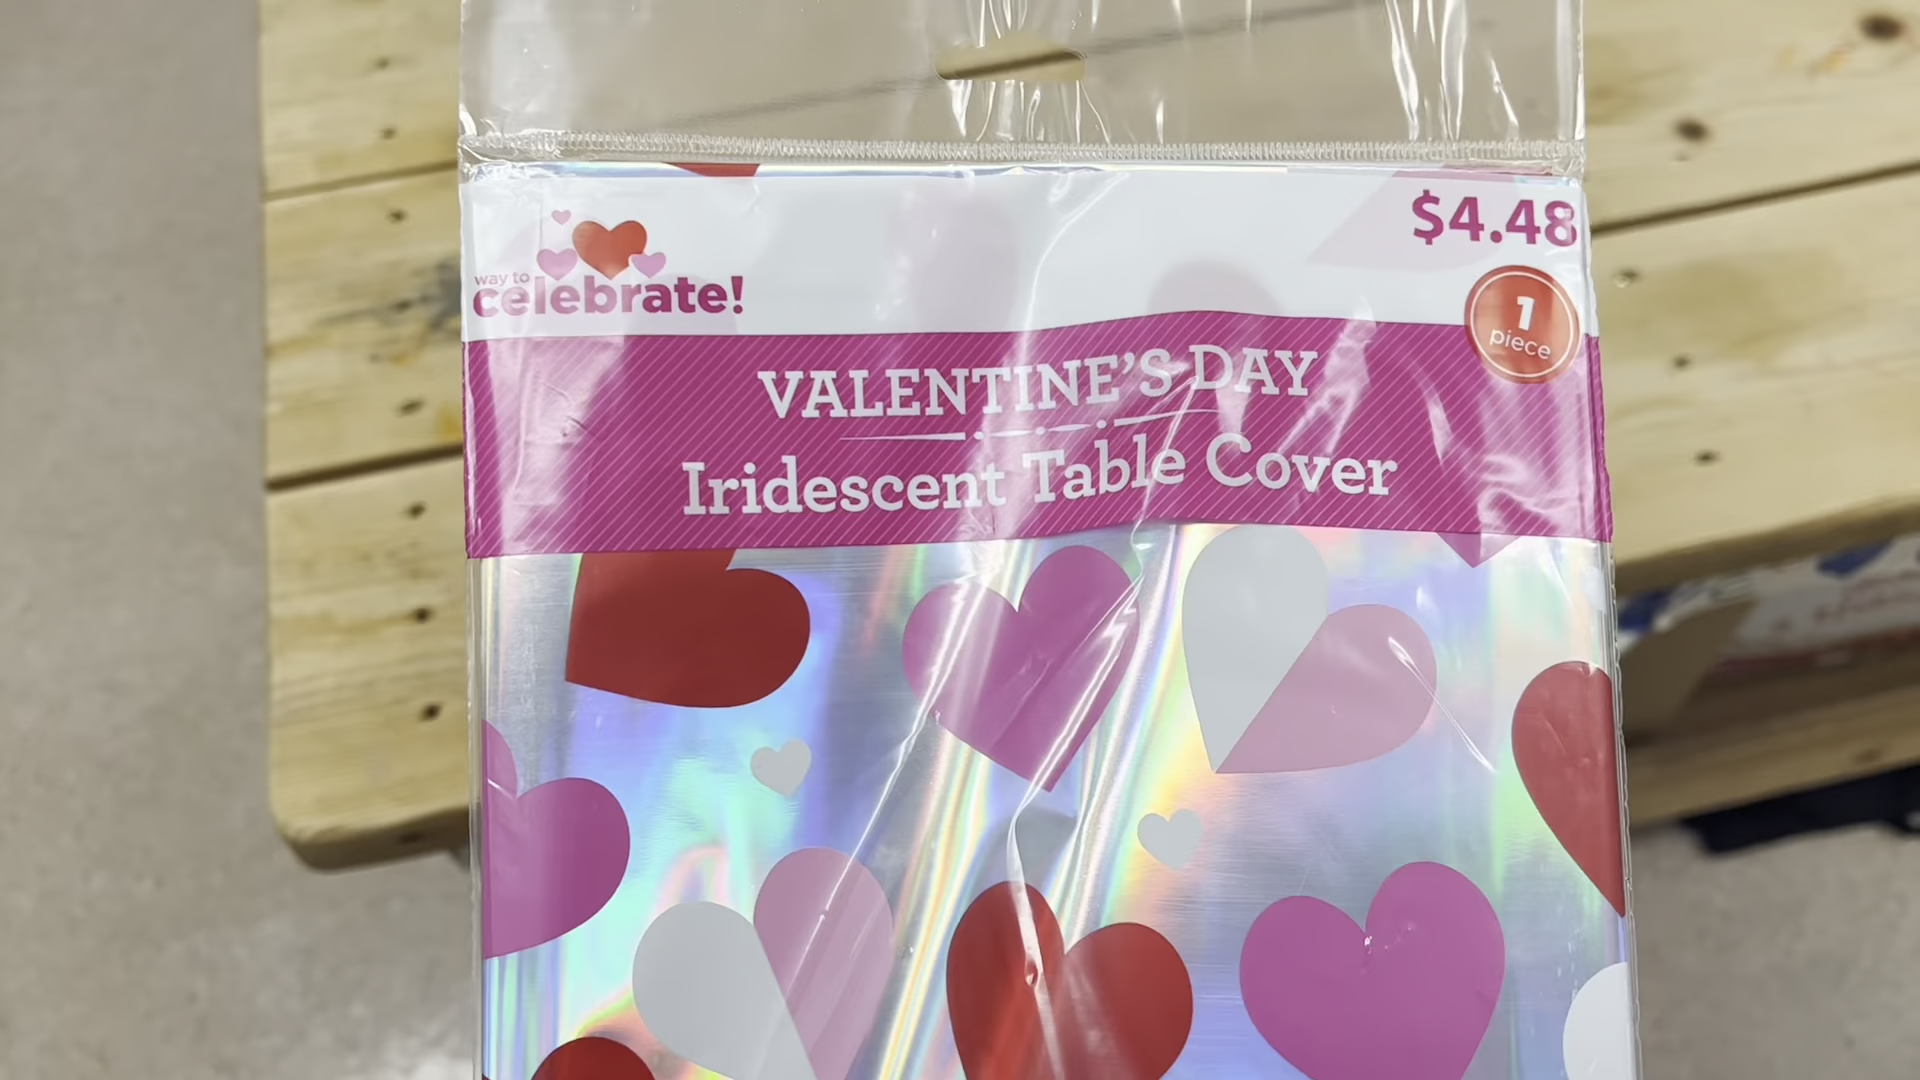 $4.48
way to
celebrate!
1
piece
VALENTINE'S DAY
Iridescent Table Cover